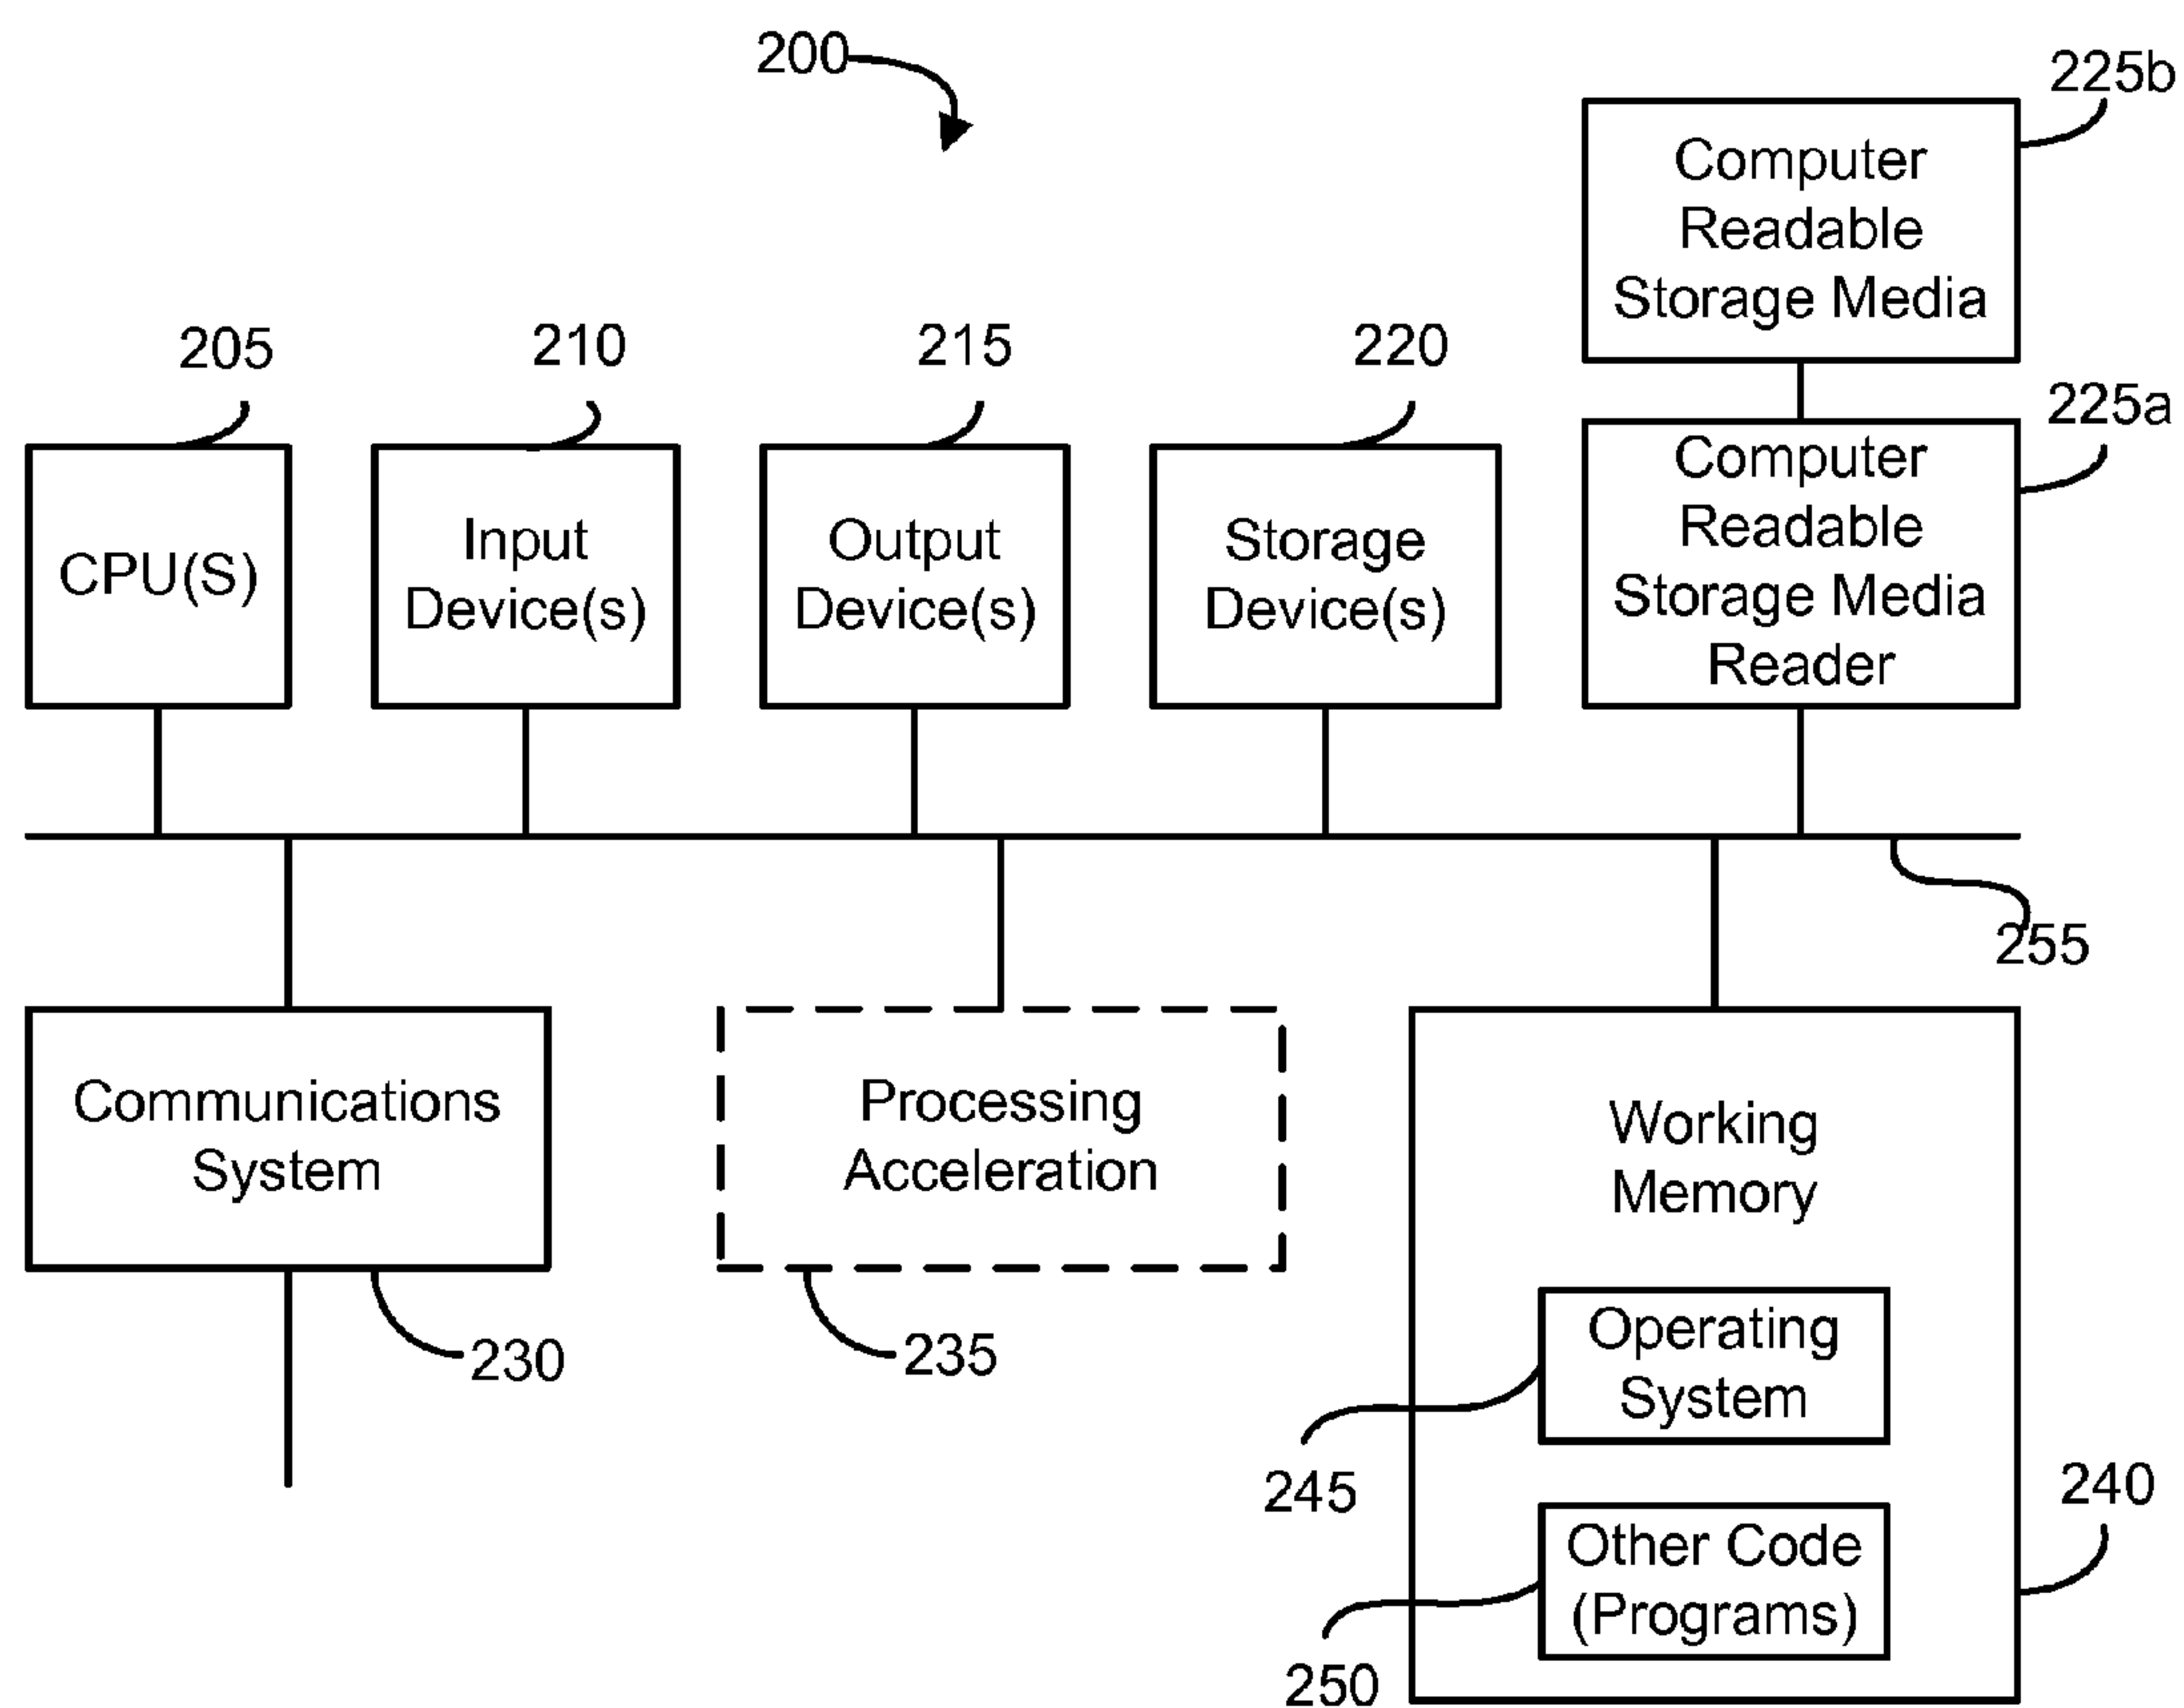 200
225b
Computer
Readable
Storage Media
205
210
215
220
225a
CPU(S)
Input
Device(s)
Output
Device(s)
Storage
Device(s)
Computer
Readable
Storage Media
Reader
255
Communications
System
230
Processing
Acceleration
235
Working
Memory
Operating
System
245
240
Other Code
(Programs)
250